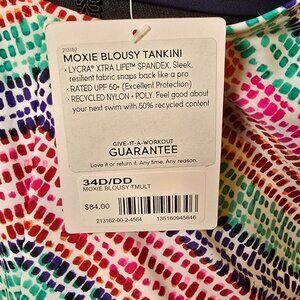 213162
MOXIE BLOUSY TANKINI
• LYCRA® XTRA LIFE™ SPANDEX. Sleek,
resilient fabric snaps back like a pro
• RATED UPF 50+ (Excellent Protection)
• RECYCLED NYLON + POLY. Feel good about
your next swim with 50% recycled content!
GIVE-IT-A-WORKOUT
GUARANTEE
Love it or return it. Any time. Any reason.
34D/DD
MOXIE BLOUSY TMULT
$84.00
213162-00-2-4564
135160945846